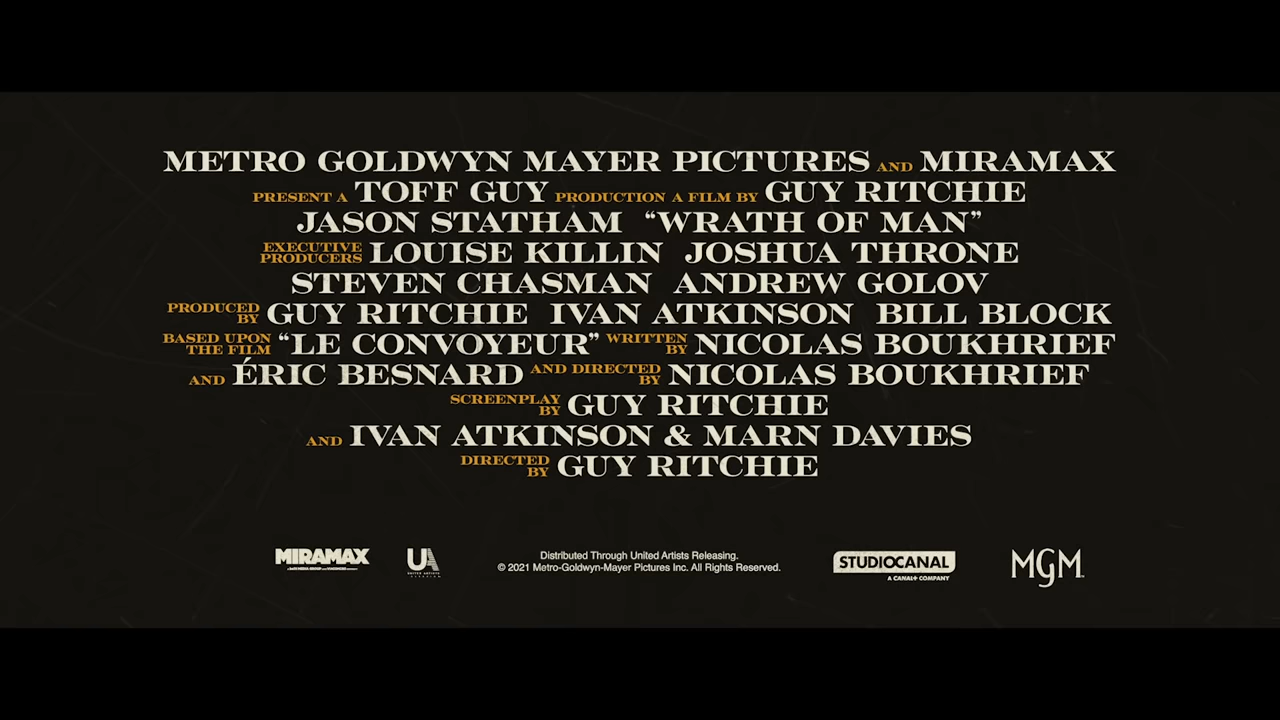 METRO GOLDWYN MAYER PICTURES AND MIRAMAX
PRESENT A TOFF GUY PRODUCTION A FILM BY GUY RITCHIE
JASON STATHAM “WRATH OF MAN”
EXECUTIVE PRODUCERS LOUISE KILLIN JOSHUA THRONE
STEVEN CHASMAN ANDREW GOLOV
PRODUCED BY GUY RITCHIE IVAN ATKINSON BILL BLOCK
BASED UPON THE FILM “LE CONVOYEUR” WRITTEN BY NICOLAS BOUKHRIEF
AND ÉRIC BESNARD AND DIRECTED BY NICOLAS BOUKHRIEF
SCREENPLAY BY GUY RITCHIE
AND IVAN ATKINSON & MARN DAVIES
DIRECTED BY GUY RITCHIE
MIRAMAX
UA
Distributed Through United Artists Releasing.
© 2021 Metro-Goldwyn-Mayer Pictures Inc. All Rights Reserved.
STUDIOCANAL
A CANAL+ COMPANY
MGM